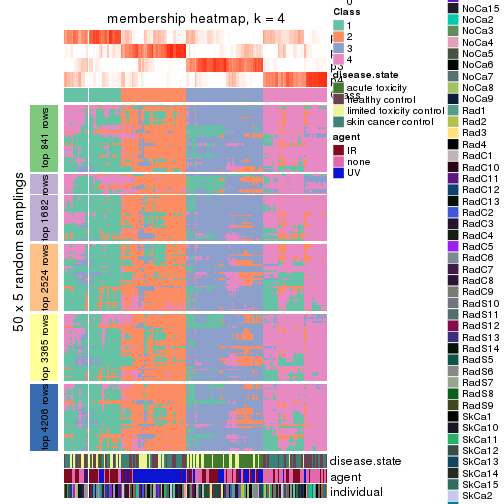 membership heatmap, k = 4
50 x 5 random samplings
top 841 rows
top 1682 rows
top 2524 rows
top 3365 rows
top 4206 rows
disease.state
agent
individual
Class
1
2
3
4
disease.state
acute toxicity
healthy control
limited toxicity control
skin cancer control
agent
IR
none
UV
NoCa15
NoCa2
NoCa3
NoCa4
NoCa5
NoCa7
NoCa8
NoCa9
Rad1
Rad2
Rad3
Rad4
RadC1
RadC10
RadC11
RadC12
RadC13
RadC2
RadC3
RadC4
RadC5
RadC6
RadC7
RadC8
RadC9
RadS10
RadS11
RadS12
RadS13
RadS14
RadS5
RadS6
RadS7
RadS8
RadS9
SkCa1
SkCa10
SkCa11
SkCa12
SkCa13
SkCa14
SkCa15
SkCa2